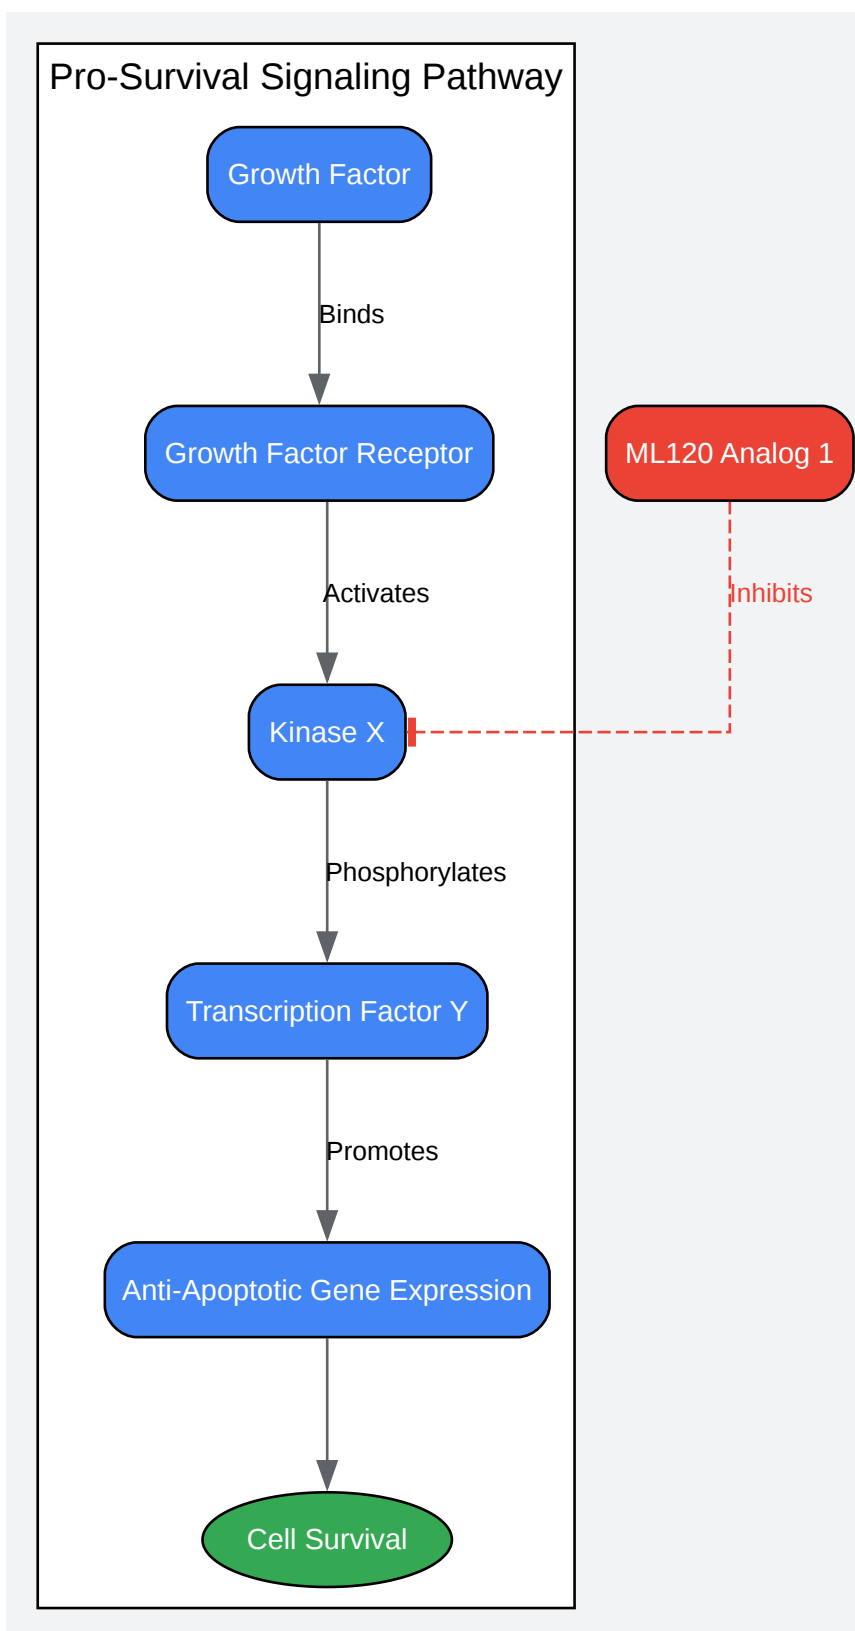 Pro-Survival Signaling Pathway
Growth Factor
Binds
Growth Factor Receptor
ML120 Analog 1
Activates
Inhibits
Kinase X
Phosphorylates
Transcription Factor Y
Promotes
Anti-Apoptotic Gene Expression
Cell Survival